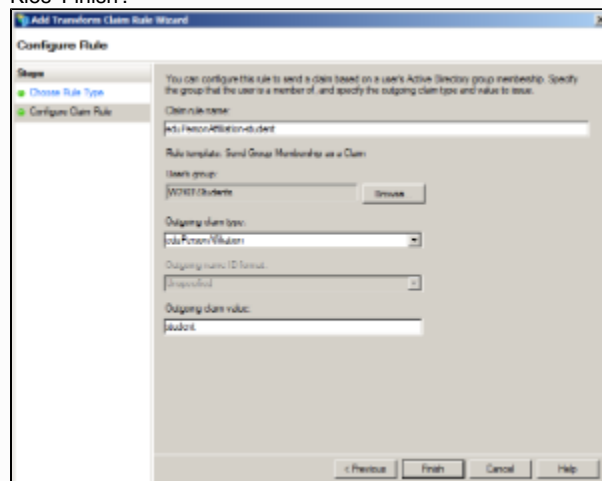 Kies 'Finish'.
Add Transform Claim Rule Wizard
Configure Rule
Steps
Choose Rule Type
Configure Claim Rule
You can configure this rule to send a claim based on a user's Active Directory group membership. Specify
the group that the user is a member of, and specify the outgoing claim type and value to issue.
Claim rule name:
eduPersonAffiliation-student
Rule template: Send Group Membership as a Claim
User's group:
\Students
Browse...
Outgoing claim type:
eduPersonAffiliation
Outgoing name ID format:
Unspecified
Outgoing claim value:
student
< Previous
Finish
Cancel
Help